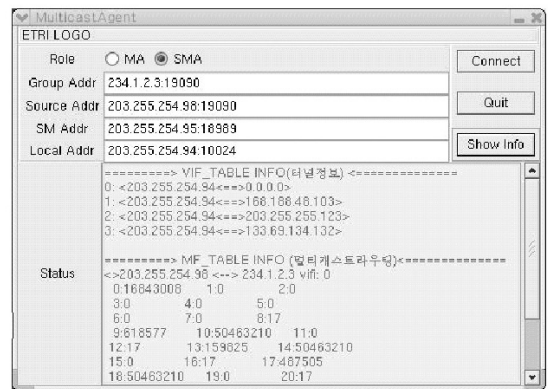 MulticastAgent
ETRI LOGO
Role MA SMA
Connect
Group Addr 234.1.2.3:19090
Source Addr 203.255.254.98:19090
Quit
SM Addr 203.255.254.95:18989
Local Addr 203.255.254.94:10024
Show Info
=========> VIF_TABLE INFO(터널정보) <==============
0: <203.255.254.94<==>0.0.0.0>
1: <203.255.254.94<==>168.188.48.103>
2: <203.255.254.94<==>203.255.255.123>
3: <203.255.254.94<==>133.69.134.132>
=========> MF_TABLE INFO (멀티캐스트라우팅)<==============
Status
<>203.255.254.98 <--> 234.1.2.3 vifi: 0
0:16843008 1:0 2:0
3:0 4:0 5:0
6:0 7:0 8:17
9:618577 10:50463210 11:0
12:17 13:159825 14:50463210
15:0 16:17 17:487505
18:50463210 19:0 20:17